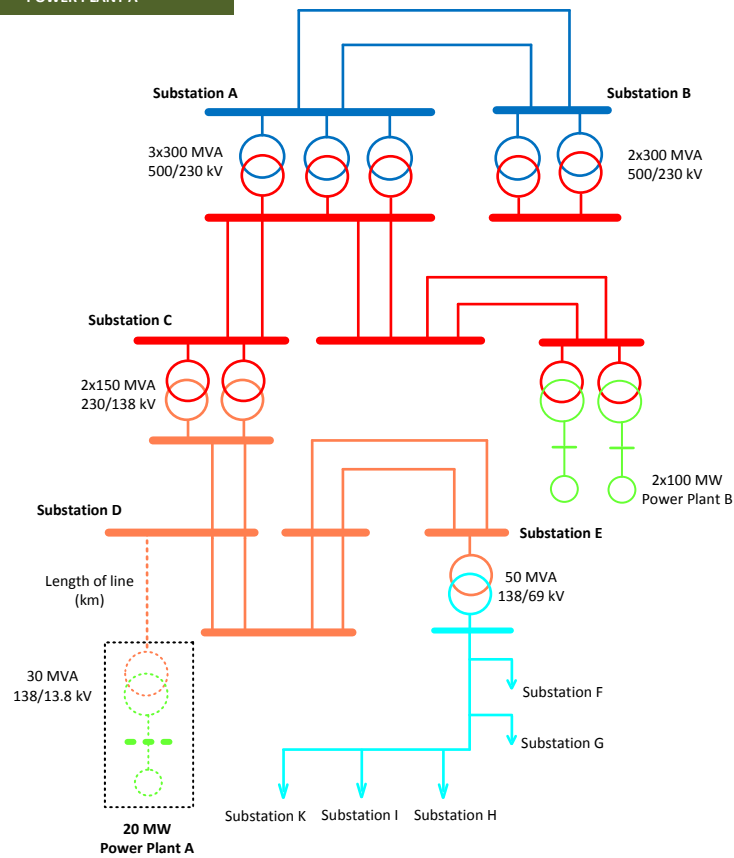 POWER PLANT A
Substation A
Substation B
3x300 MVA
500/230 kV
2x300 MVA
500/230 kV
Substation C
2x150 MVA
230/138 kV
2x100 MW
Power Plant B
Substation D
Substation E
Length of line
(km)
50 MVA
138/69 kV
30 MVA
138/13.8 kV
Substation F
Substation G
Substation K
Substation I
Substation H
20 MW
Power Plant A